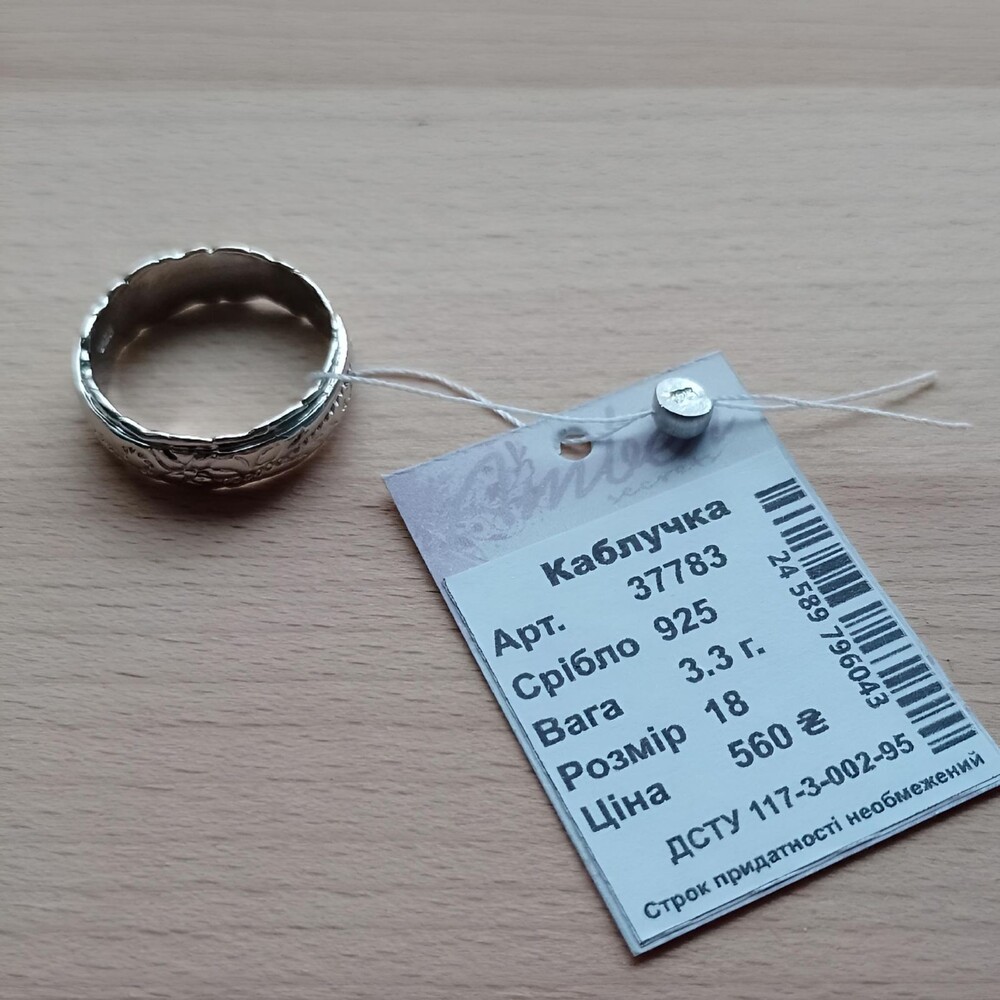 Каблучка
Арт. 37783
Срібло 925
Вага 3.3 г.
Розмір 18
Ціна 560 ₴
ДСТУ 117-3-002-95
Строк придатності необмежений
24 589 796043